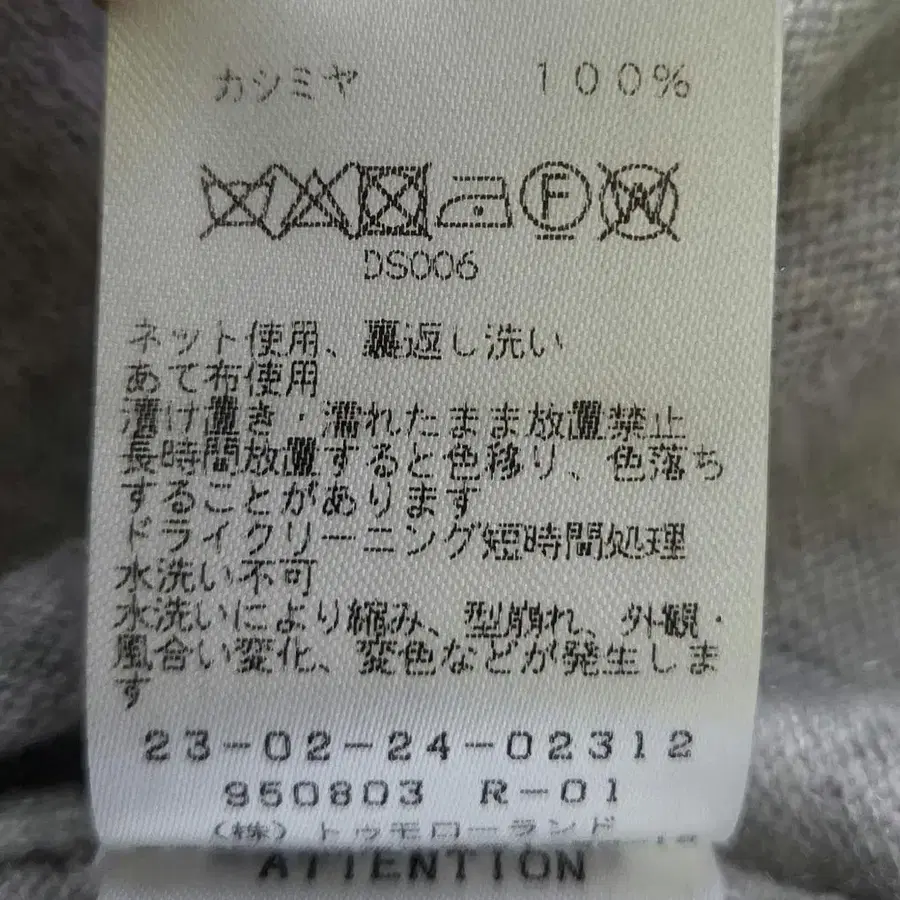 カシミヤ 100%
F W
DS006
ネット使用、裏返し洗い
あて布使用
漬け置き・濡れたまま放置禁止
長時間放置すると色移り、色落ち
することがあります
ドライクリーニング短時間処理
水洗い不可
水洗いにより縮み、型崩れ、外観・
風合い変化、変色などが発生しま
す
23-02-24-02312
950803 R-01
(株)トゥモローランド
ATTENTION